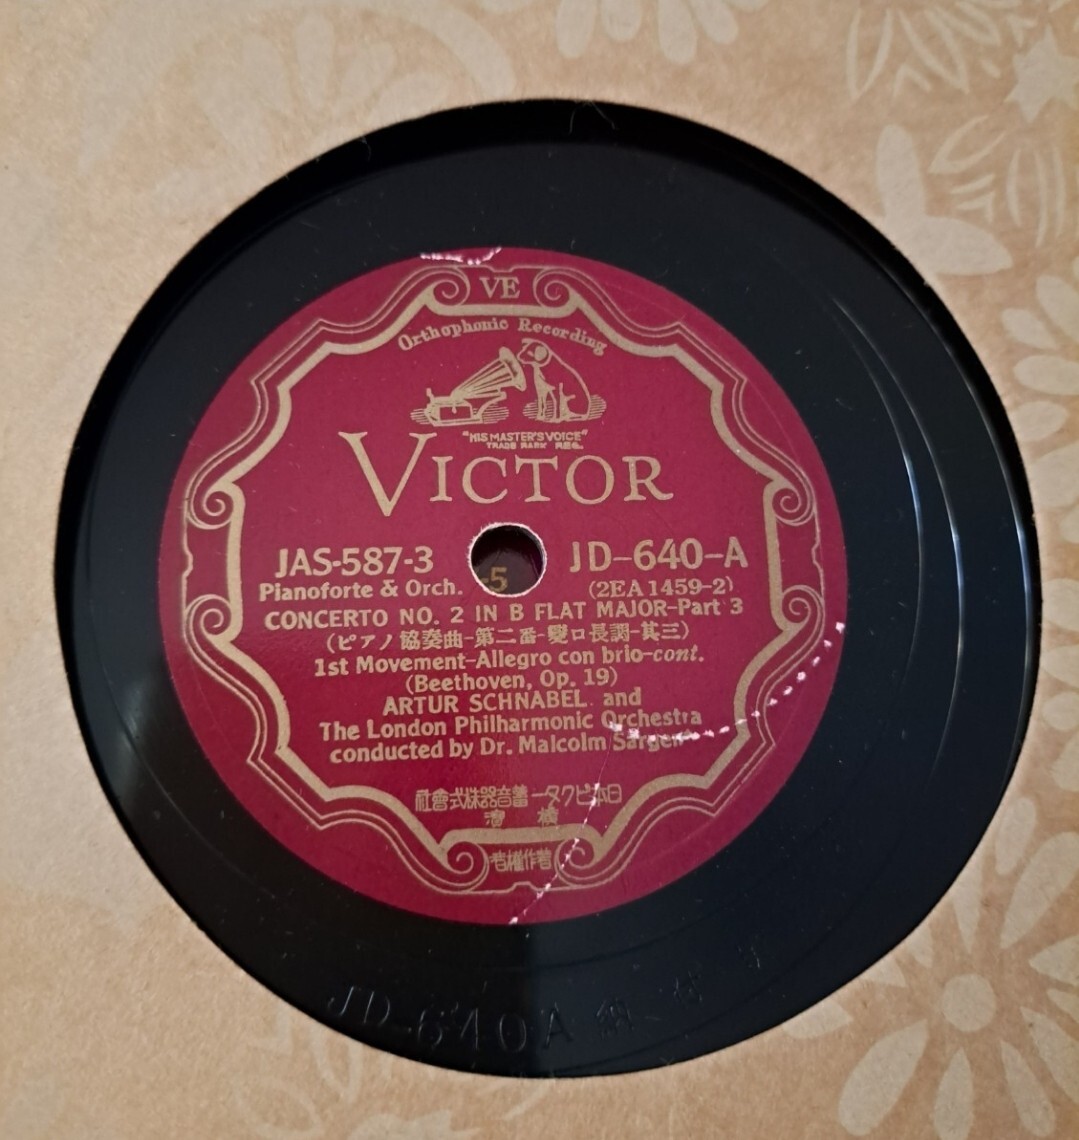 VE
Orthophonic Recording
"HIS MASTER'S VOICE"
TRADE MARK REG.
VICTOR
JAS-587-3 JD-640-A
Pianoforte & Orch. -5 (2EA1459-2)
CONCERTO NO. 2 IN B FLAT MAJOR-Part 3
(ピアノ協奏曲-第二番-變ロ長調-其三)
1st Movement-Allegro con brio-cont.
(Beethoven, Op. 19)
ARTUR SCHNABEL and
The London Philharmonic Orchestra
conducted by Dr. Malcolm Sargent
社會式株器音蓄ータクビ本日
濱 橫
者權作著
JD-640A